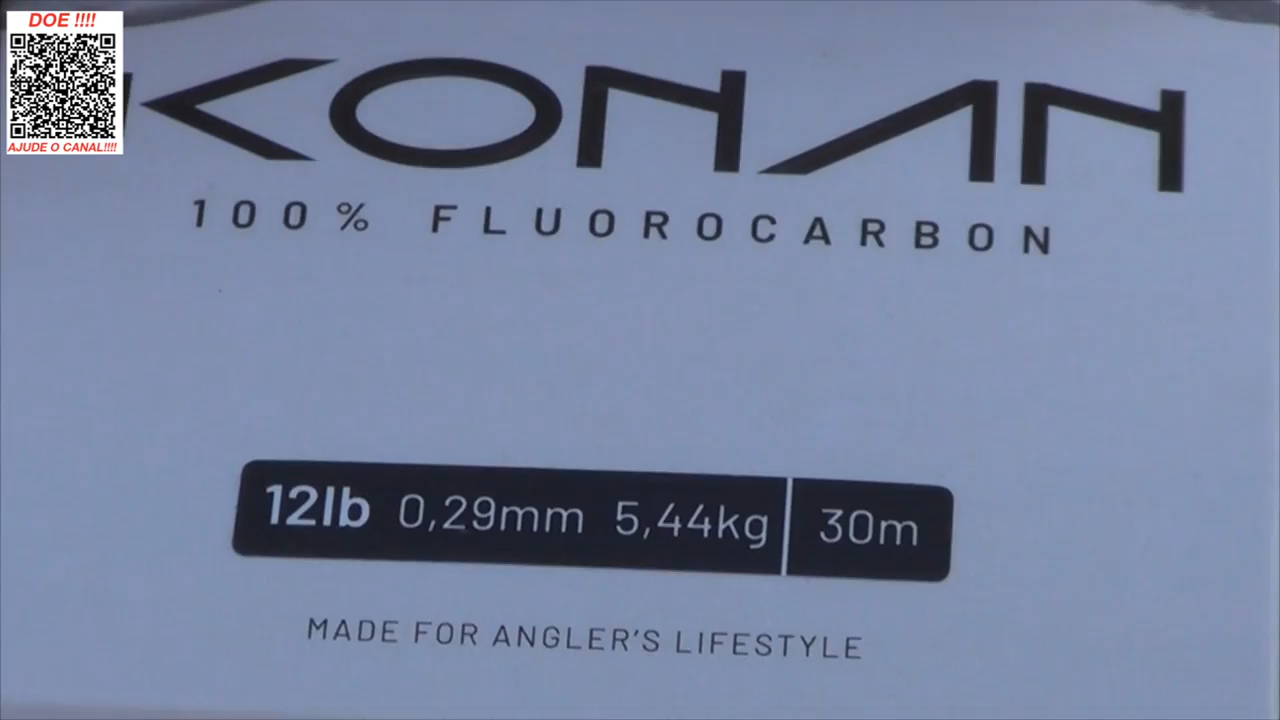 DOE !!!!
AJUDE O CANAL!!!!
KONAN
100% FLUOROCARBON
12lb 0,29mm 5,44kg 30m
MADE FOR ANGLER'S LIFESTYLE